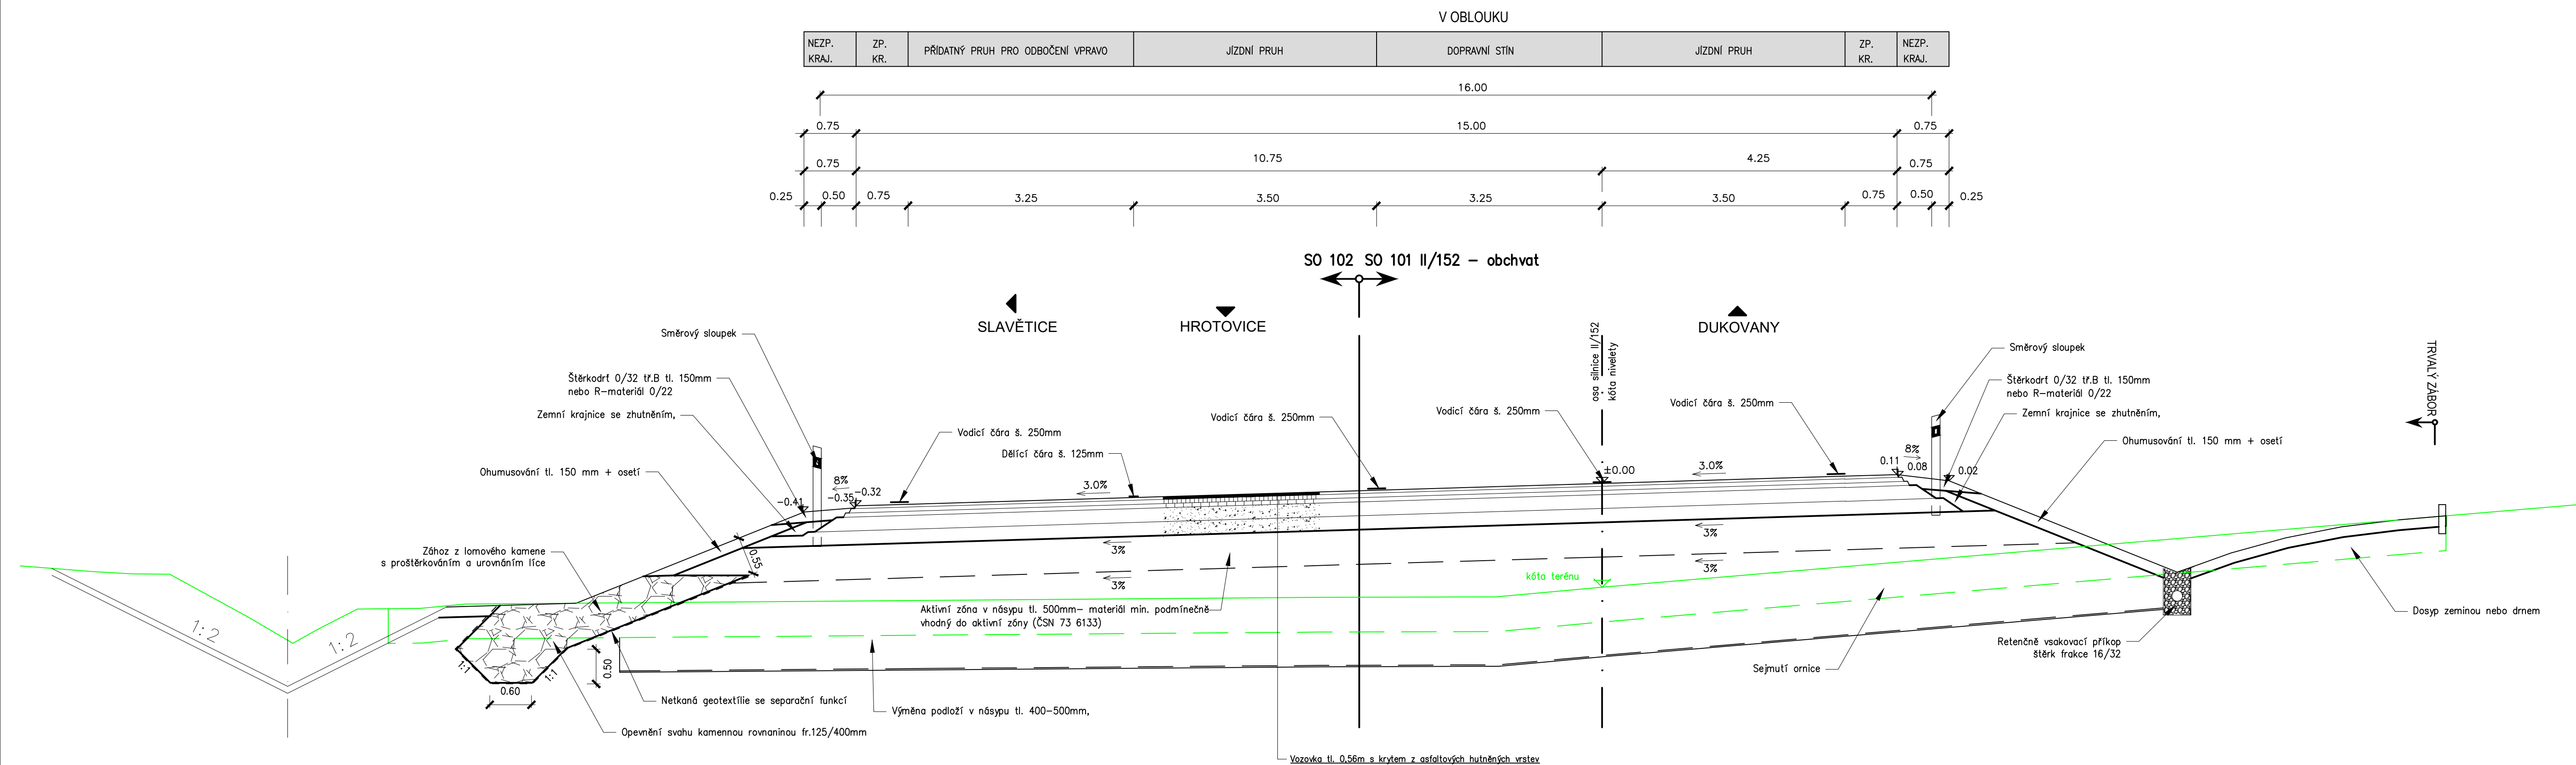 V OBLOUKU
NEZP.
KRAJ.
ZP.
KR.
PŘÍDATNÝ PRUH PRO ODBOČENÍ VPRAVO
JÍZDNÍ PRUH
DOPRAVNÍ STÍN
JÍZDNÍ PRUH
ZP.
KR.
NEZP.
KRAJ.
16.00
0.75
15.00
0.75
0.75
10.75
4.25
0.75
0.25
0.50
0.75
3.25
3.50
3.25
3.50
0.75
0.50
0.25
SO 102 SO 101 II/152 – obchvat
SLAVĚTICE
HROTOVICE
DUKOVANY
osa silnice II/152
kóta nivelety
TRVALÝ ZÁBOR
Směrový sloupek
Štěrkodrť 0/32 tř.B tl. 150mm
nebo R–materiál 0/22
Zemní krajnice se zhutněním,
Ohumusování tl. 150 mm + osetí
Vodicí čára š. 250mm
Dělící čára š. 125mm
Vodicí čára š. 250mm
Vodicí čára š. 250mm
Vodicí čára š. 250mm
Směrový sloupek
Štěrkodrť 0/32 tř.B tl. 150mm
nebo R–materiál 0/22
Zemní krajnice se zhutněním,
Ohumusování tl. 150 mm + osetí
8%
–0.41
–0.35
–0.32
3.0%
±0.00
3.0%
0.11
8%
0.08
0.02
Zához z lomového kamene
s proštěrkováním a urovnáním líce
0.55
3%
3%
3%
3%
kóta terénu
Aktivní zóna v násypu tl. 500mm– materiál min. podmínečně
vhodný do aktivní zóny (ČSN 73 6133)
1:2
1:2
1:1
1:1
0.60
0.50
Netkaná geotextílie se separační funkcí
Výměna podloží v násypu tl. 400–500mm,
Opevnění svahu kamennou rovnaninou fr.125/400mm
Vozovka tl. 0,56m s krytem z asfaltových hutněných vrstev
Sejmutí ornice
Retenčně vsakovací příkop
štěrk frakce 16/32
Dosyp zeminou nebo drnem